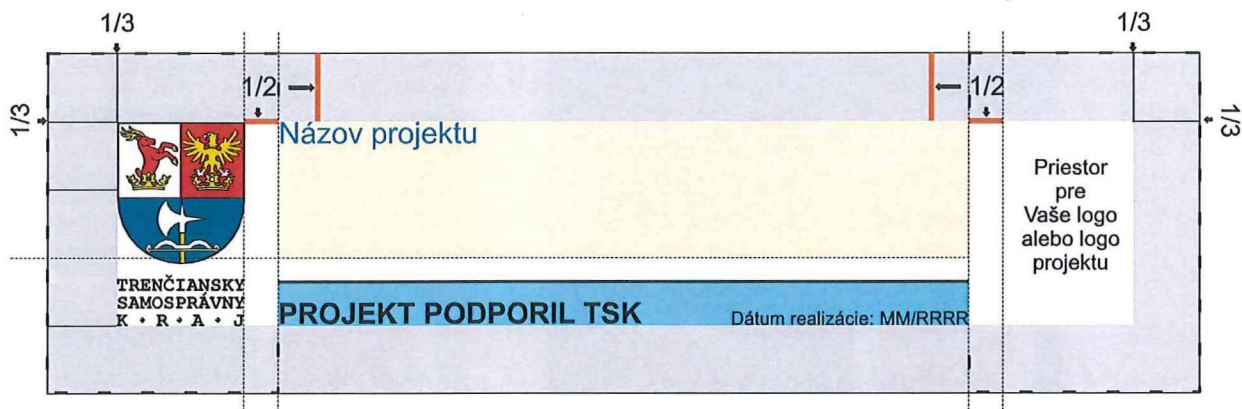 1/3
1/3
1/2
1/2
1/3
1/3
Názov projektu
Priestor
pre
Vaše logo
alebo logo
projektu
TRENČIANSKY
SAMOSPRÁVNY
K • R • A • J
PROJEKT PODPORIL TSK
Dátum realizácie: MM/RRRR